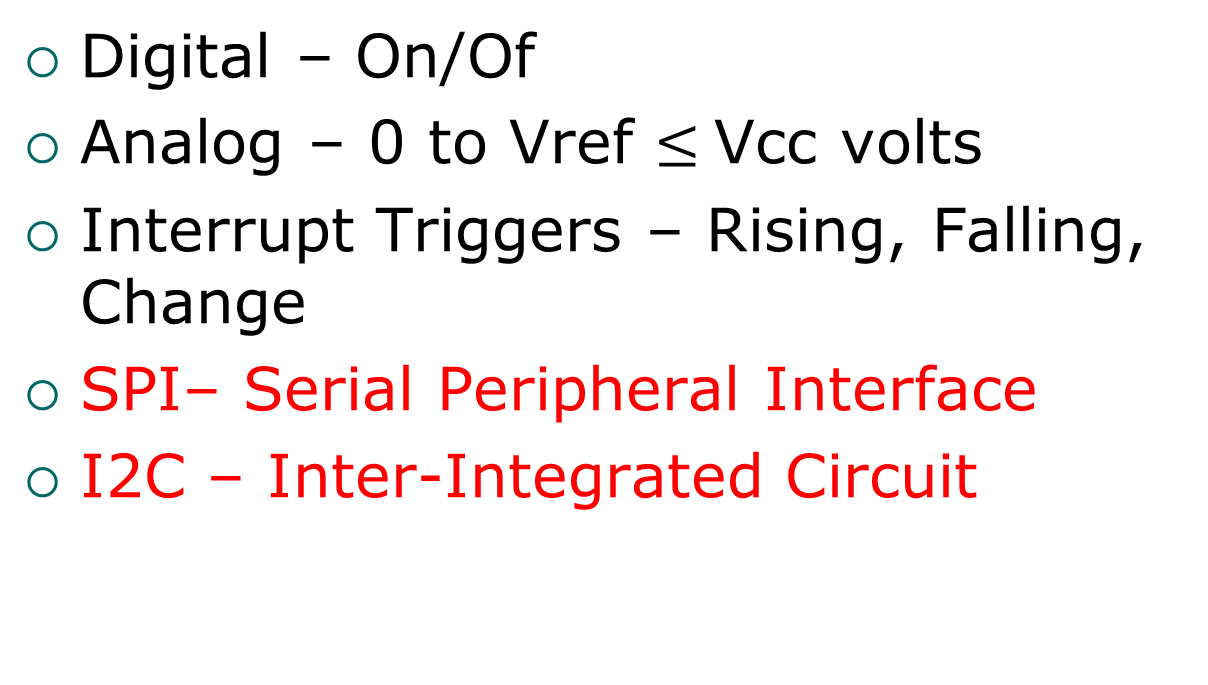 ○ Digital – On/Of
○ Analog – 0 to Vref ≤ Vcc volts
○ Interrupt Triggers – Rising, Falling,
Change
○ SPI– Serial Peripheral Interface
○ I2C – Inter-Integrated Circuit